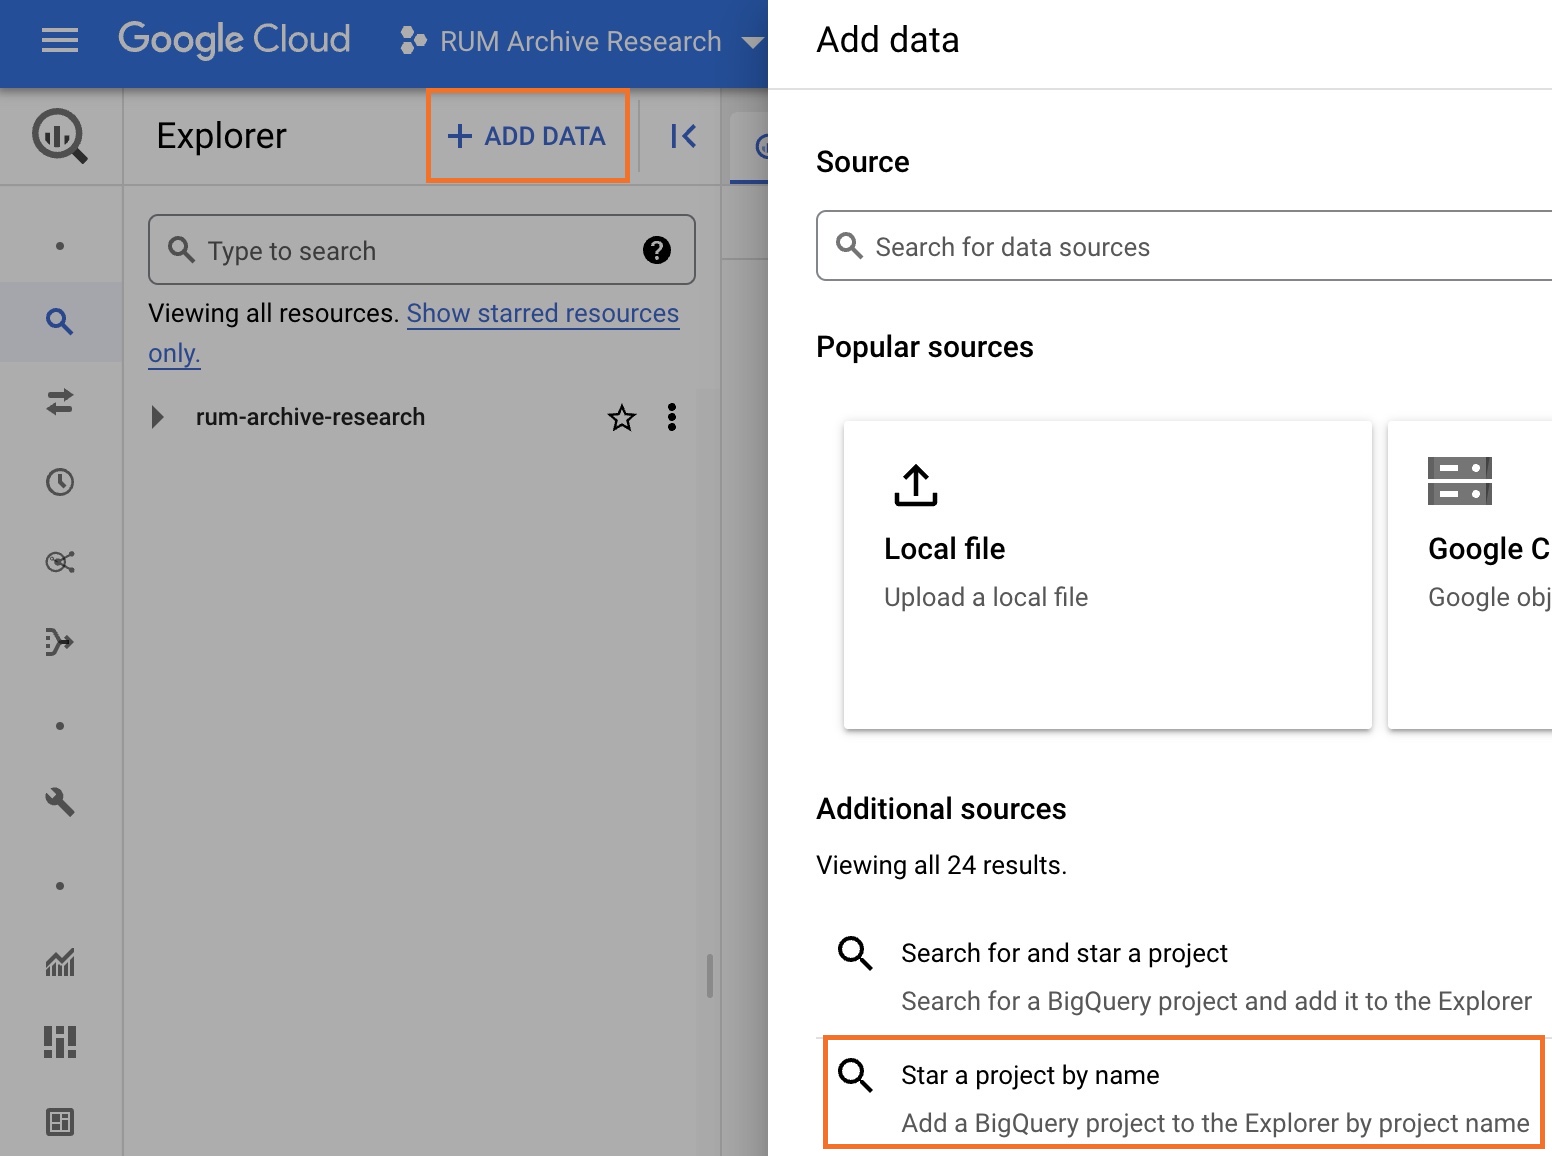 Google Cloud
RUM Archive Research
Explorer
+ ADD DATA
Type to search
?
Viewing all resources. Show starred resources
only.
rum-archive-research
Add data
Source
Search for data sources
Popular sources
Local file
Upload a local file
Google C
Google obj
Additional sources
Viewing all 24 results.
Search for and star a project
Search for a BigQuery project and add it to the Explorer
Star a project by name
Add a BigQuery project to the Explorer by project name